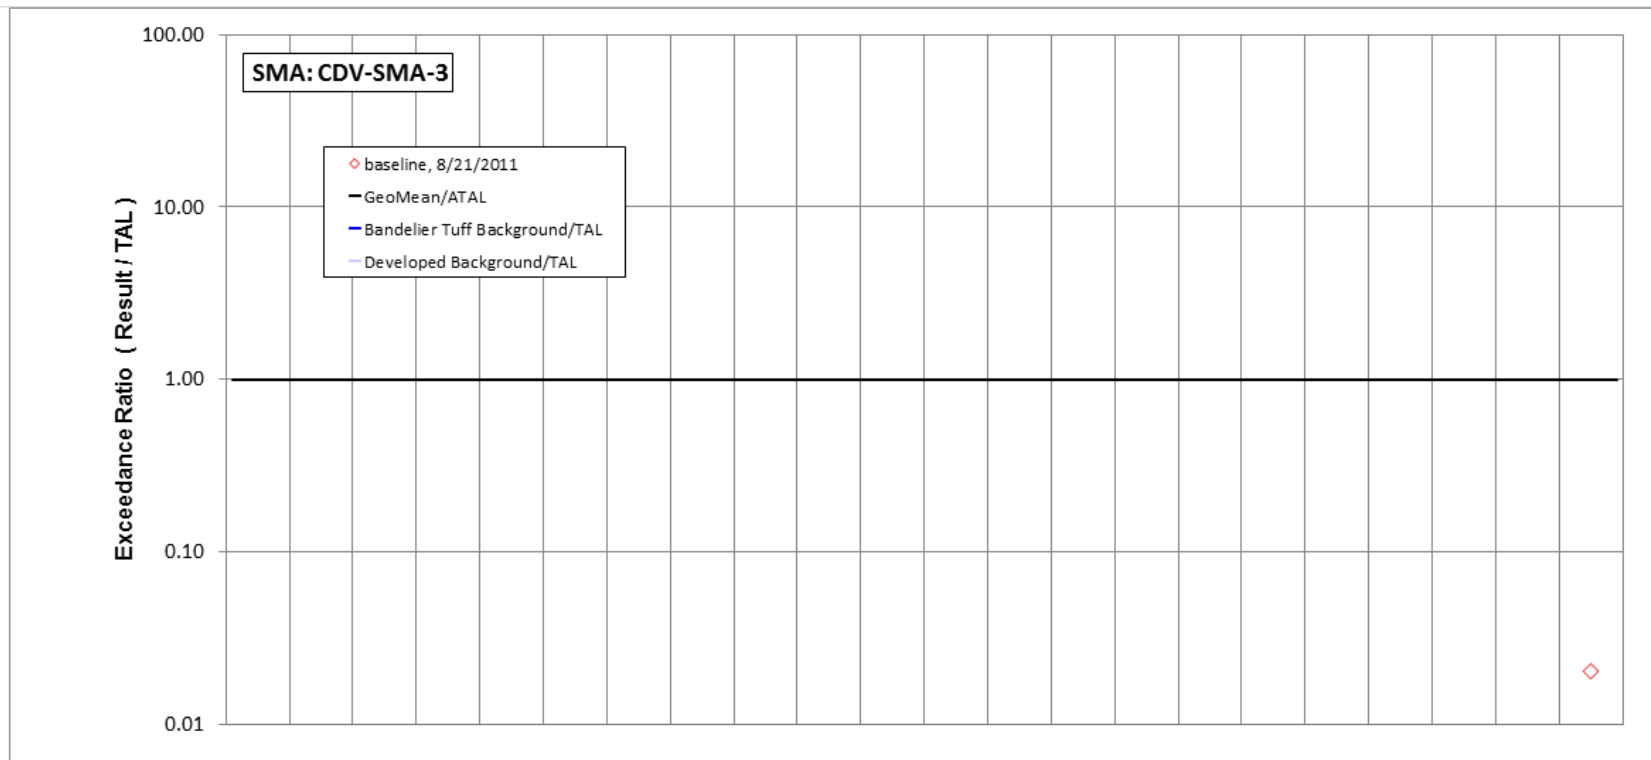 100.00
SMA: CDV-SMA-3
baseline, 8/21/2011
GeoMean/ATAL
Bandelier Tuff Background/TAL
Developed Background/TAL
10.00
1.00
0.10
0.01
Exceedance Ratio ( Result / TAL )